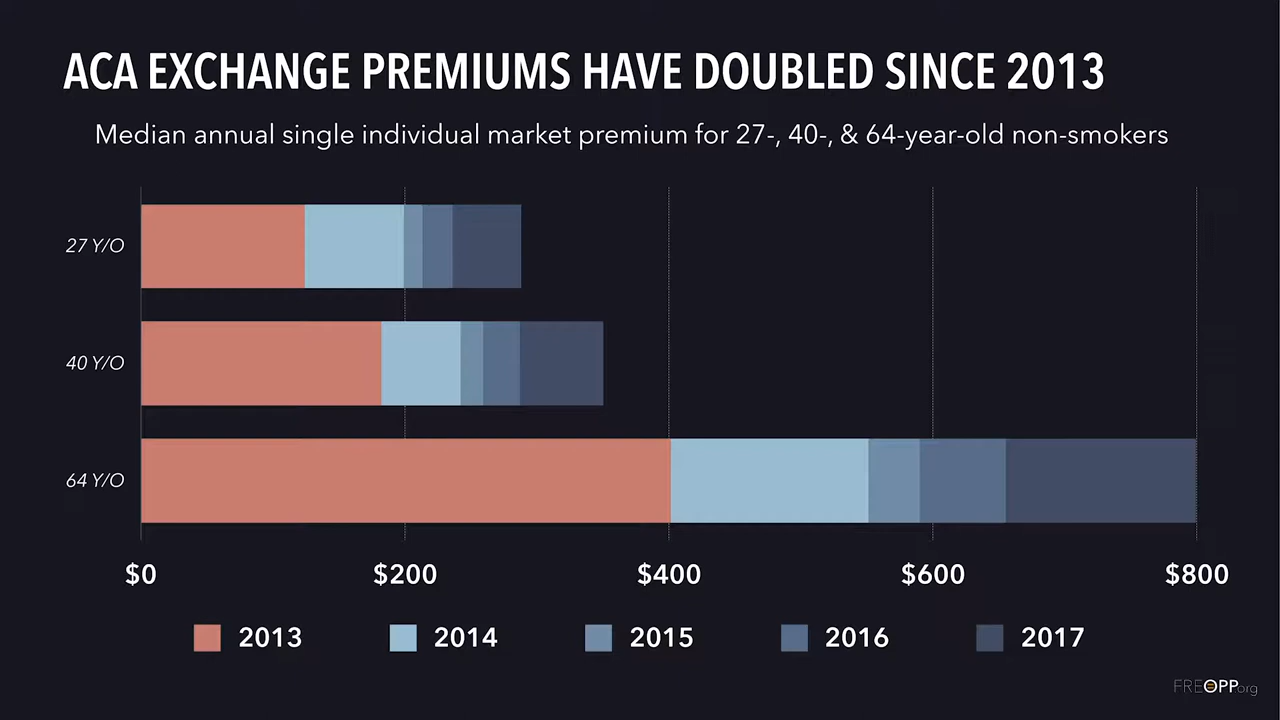 ACA EXCHANGE PREMIUMS HAVE DOUBLED SINCE 2013
Median annual single individual market premium for 27-, 40-, & 64-year-old non-smokers
27 Y/O
40 Y/O
64 Y/O
$0 $200 $400 $600 $800
2013 2014 2015 2016 2017
FREOPP.org